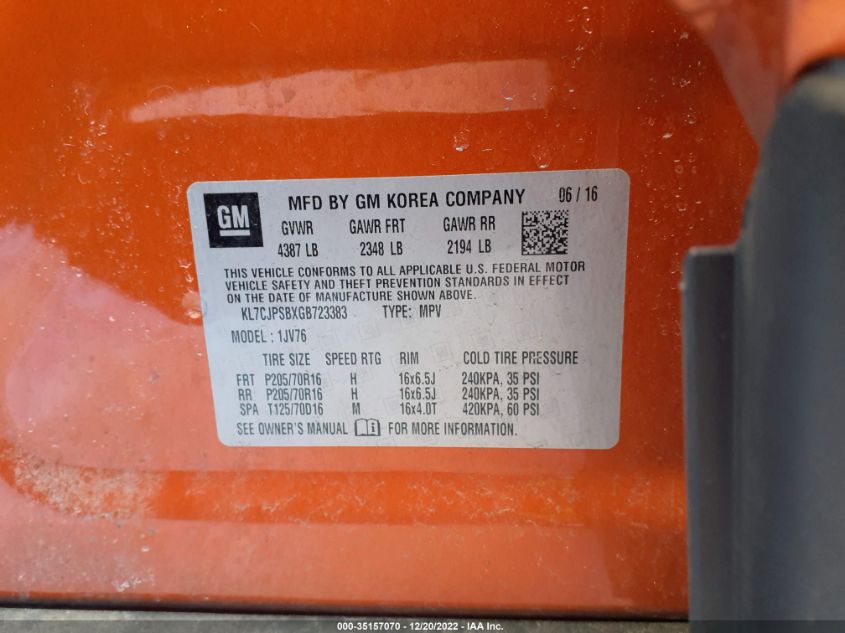 GM
MFD BY GM KOREA COMPANY 06 / 16
GVWR GAWR FRT GAWR RR
4387 LB 2348 LB 2194 LB
THIS VEHICLE CONFORMS TO ALL APPLICABLE U.S. FEDERAL MOTOR
VEHICLE SAFETY AND THEFT PREVENTION STANDARDS IN EFFECT
ON THE DATE OF MANUFACTURE SHOWN ABOVE.
KL7CJPSBXGB723383 TYPE: MPV
MODEL : 1JV76
TIRE SIZE SPEED RTG RIM COLD TIRE PRESSURE
FRT P205/70R16 H 16x6.5J 240KPA, 35 PSI
RR P205/70R16 H 16x6.5J 240KPA, 35 PSI
SPA T125/70D16 M 16x4.0T 420KPA, 60 PSI
SEE OWNER'S MANUAL FOR MORE INFORMATION.
000-35157070 - 12/20/2022 - IAA Inc.